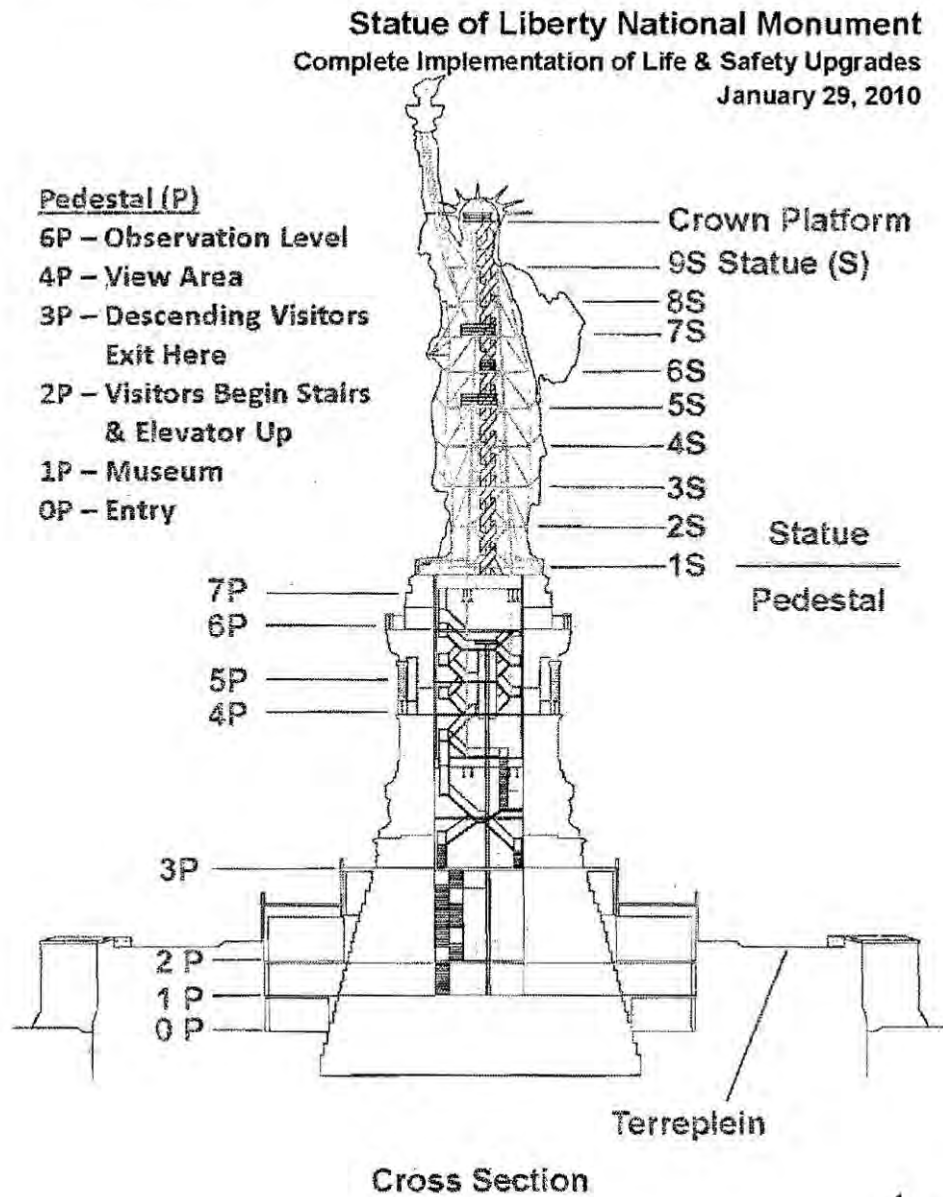 Statue of Liberty National Monument
Complete Implementation of Life & Safety Upgrades
January 29, 2010
Pedestal (P)
6P – Observation Level
4P – View Area
3P – Descending Visitors
Exit Here
2P – Visitors Begin Stairs
& Elevator Up
1P – Museum
0P – Entry
Crown Platform
9S Statue (S)
8S
7S
6S
5S
4S
3S
2S
1S
Statue
Pedestal
7P
6P
5P
4P
3P
2 P
1 P
0 P
Terreplein
Cross Section